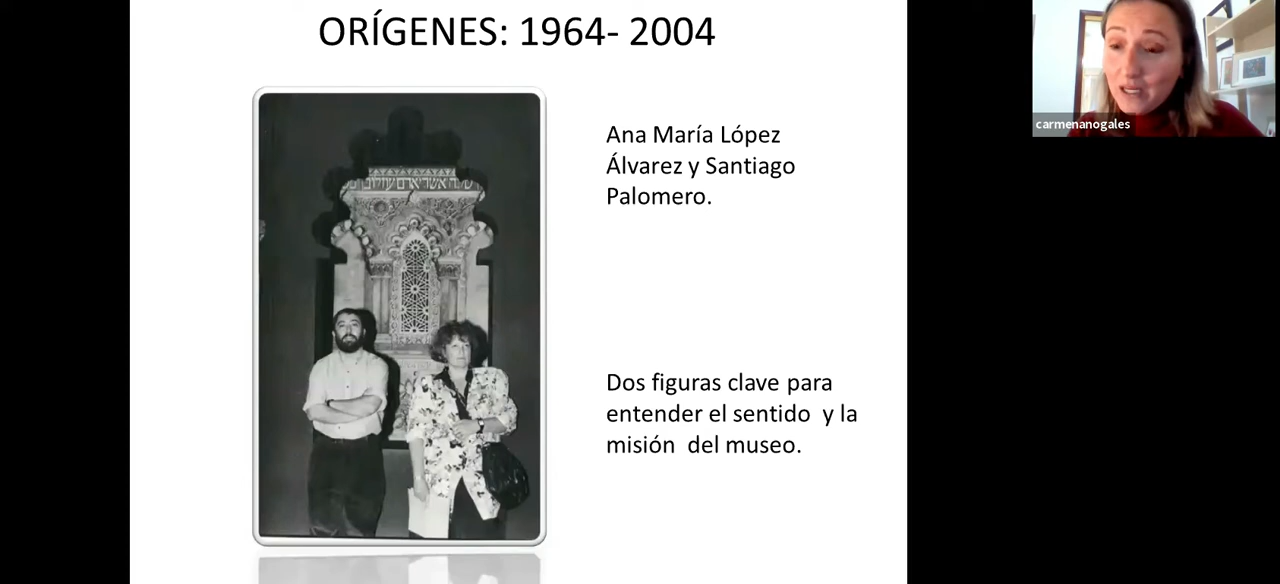 ORÍGENES: 1964- 2004
carmenanogales
Ana María López
Álvarez y Santiago
Palomero.
Dos figuras clave para
entender el sentido  y la
misión  del museo.